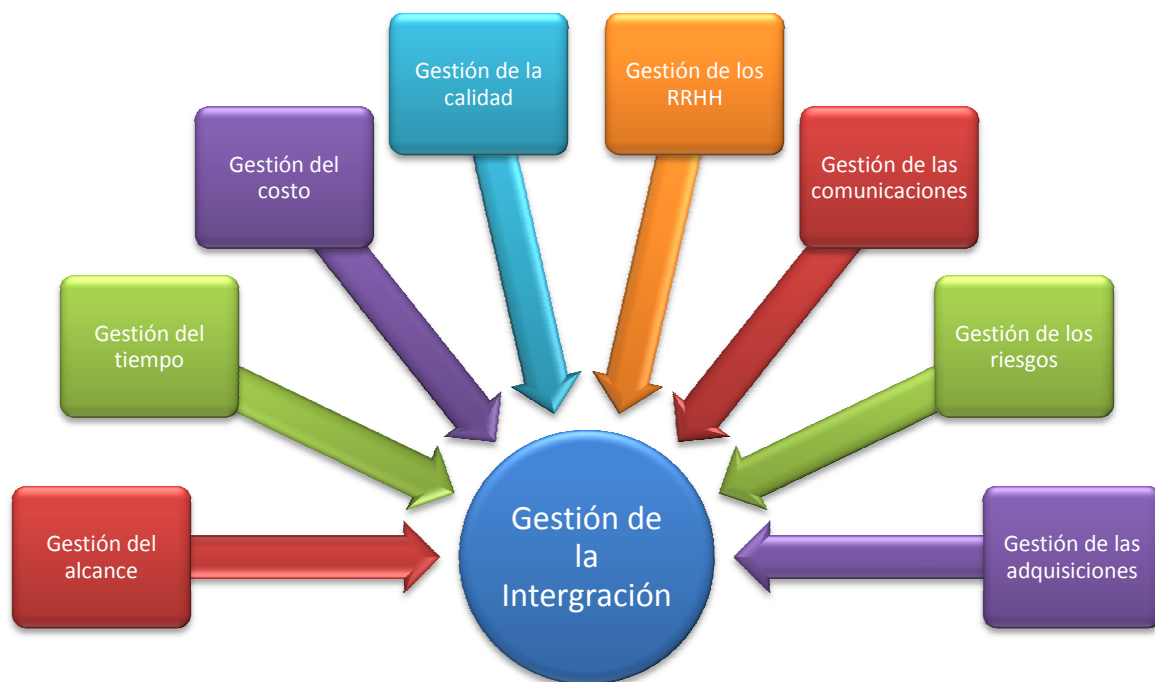 Gestión de la
calidad
Gestión de los
RRHH
Gestión del
costo
Gestión de las
comunicaciones
Gestión del
tiempo
Gestión de los
riesgos
Gestión del
alcance
Gestión de
la
Intergración
Gestión de las
adquisiciones